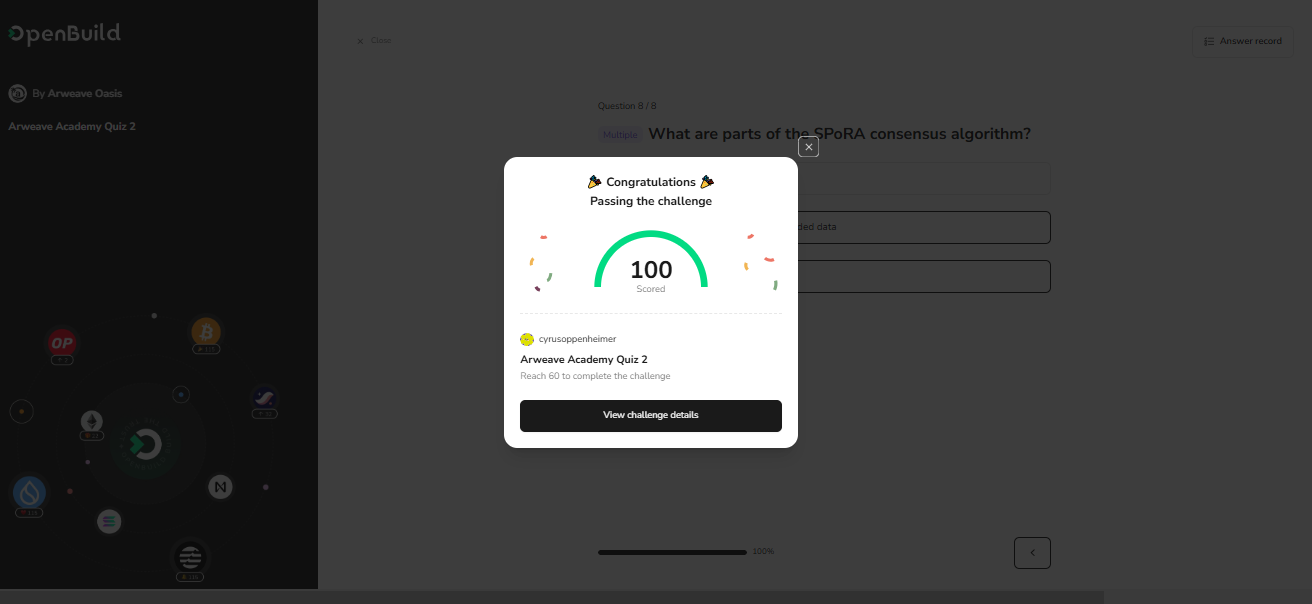 OpenBuild
By Arweave Oasis
Arweave Academy Quiz 2
Close
Answer record
Question 8 / 8
Multiple What are parts of the SPoRA consensus algorithm?
ded data
Congratulations
Passing the challenge
100
Scored
cyrusoppenheimer
Arweave Academy Quiz 2
Reach 60 to complete the challenge
View challenge details
100%
OP